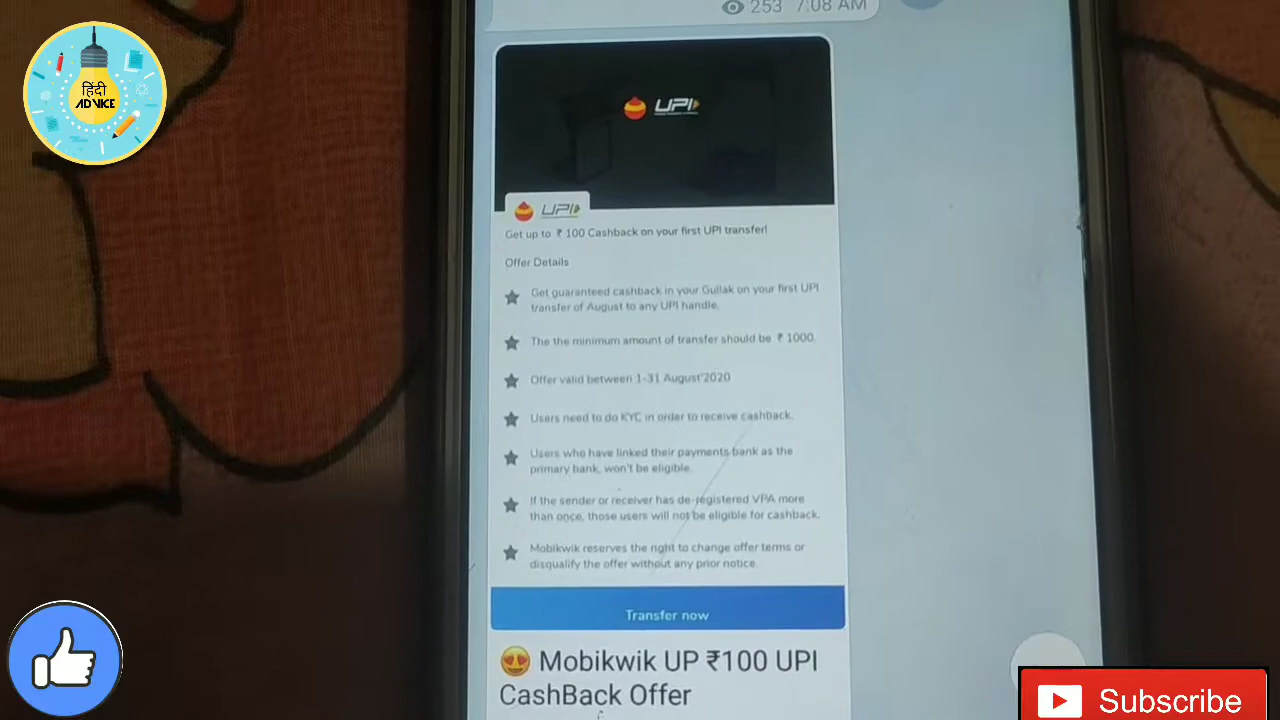 253 7:08 AM
हिंदी
ADVICE
UPI
UPI
Get up to ₹ 100 Cashback on your first UPI transfer!
Offer Details
Get guaranteed cashback in your Gullak on your first UPI
transfer of August to any UPI handle.
The the minimum amount of transfer should be ₹ 1000.
Offer valid between 1-31 August'2020
Users need to do KYC in order to receive cashback.
Users who have linked their payments bank as the
primary bank, won't be eligible.
If the sender or receiver has de-registered VPA more
than once, those users will not be eligible for cashback.
Mobikwik reserves the right to change offer terms or
disqualify the offer without any prior notice.
Transfer now
Mobikwik UP ₹100 UPI
CashBack Offer
Subscribe